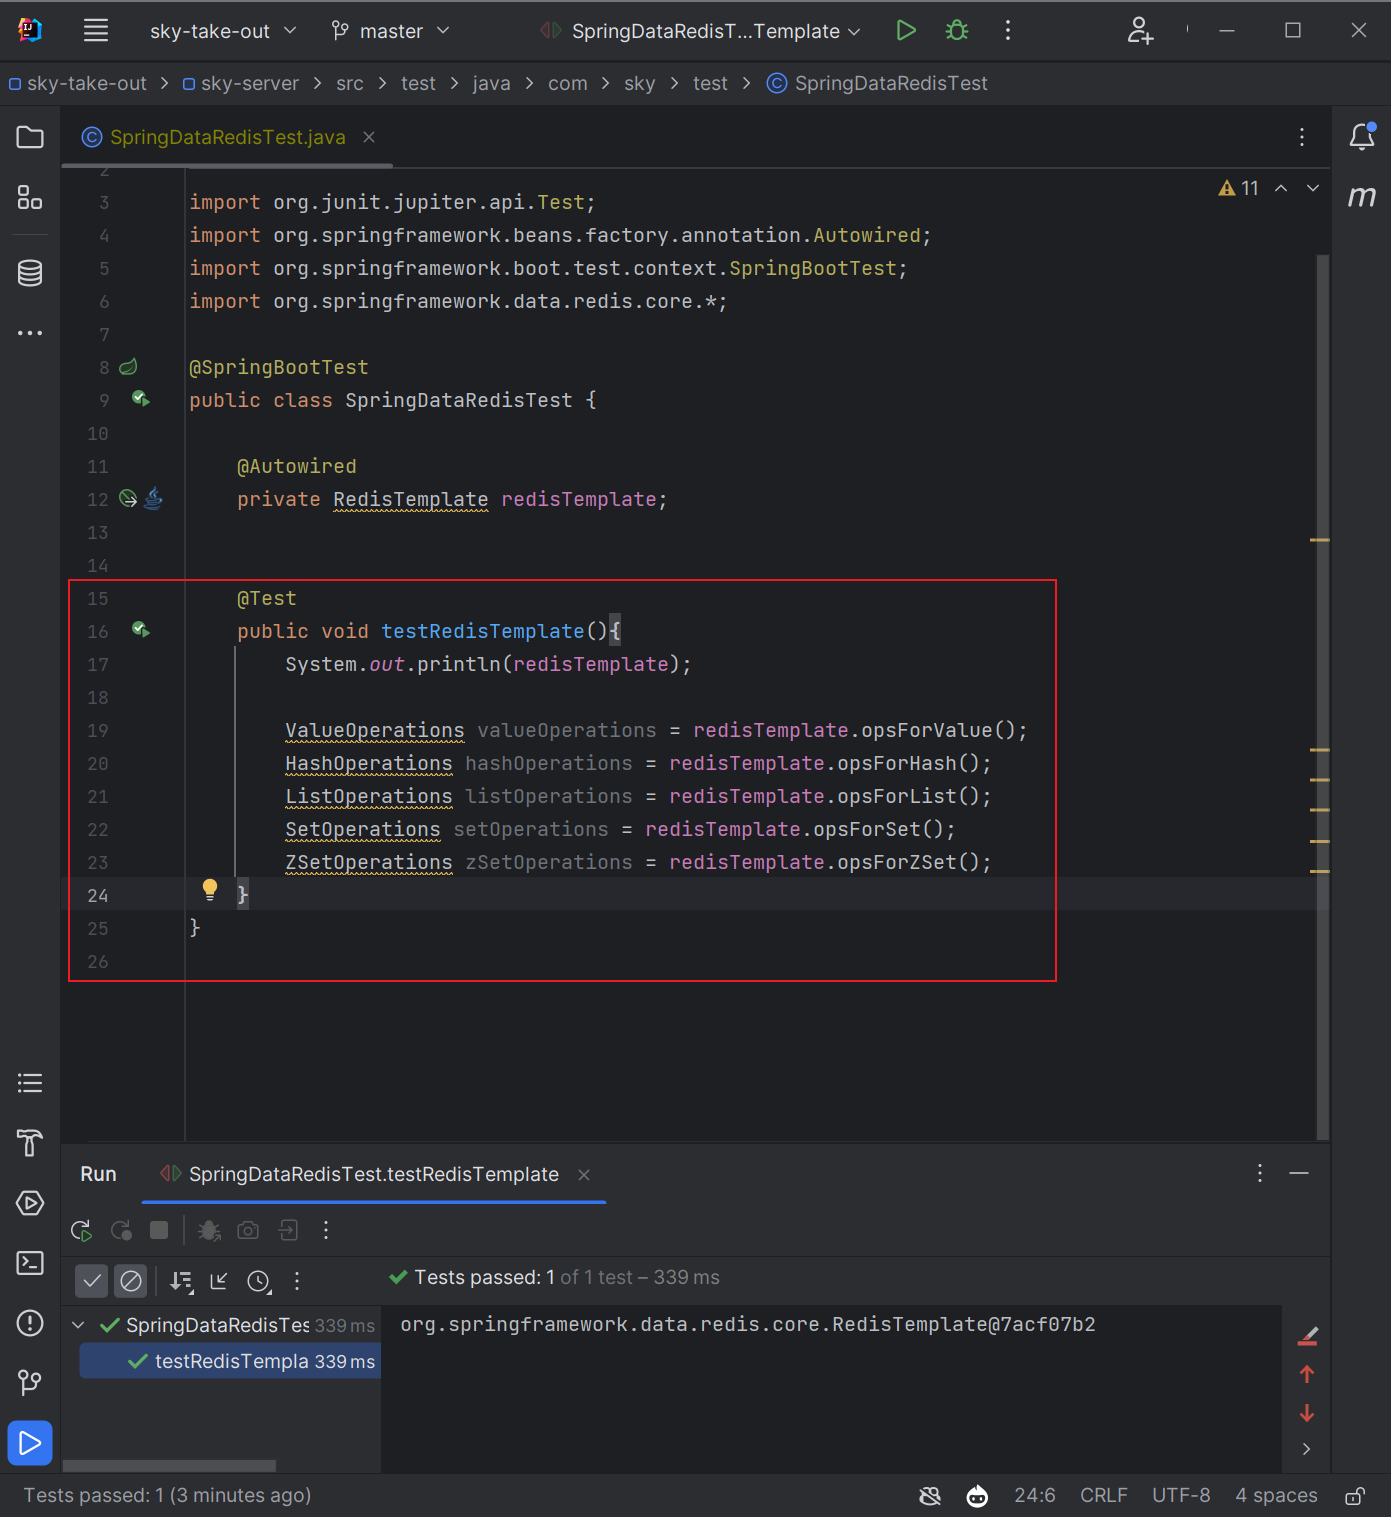 sky-take-out
master
SpringDataRedisT...Template
sky-take-out > sky-server > src > test > java > com > sky > test > SpringDataRedisTest
SpringDataRedisTest.java
11
2
3 import org.junit.jupiter.api.Test;
4 import org.springframework.beans.factory.annotation.Autowired;
5 import org.springframework.boot.test.context.SpringBootTest;
6 import org.springframework.data.redis.core.*;
7
8 @SpringBootTest
9 public class SpringDataRedisTest {
10
11 @Autowired
12 private RedisTemplate redisTemplate;
13
14
15 @Test
16 public void testRedisTemplate(){
17 System.out.println(redisTemplate);
18
19 ValueOperations valueOperations = redisTemplate.opsForValue();
20 HashOperations hashOperations = redisTemplate.opsForHash();
21 ListOperations listOperations = redisTemplate.opsForList();
22 SetOperations setOperations = redisTemplate.opsForSet();
23 ZSetOperations zSetOperations = redisTemplate.opsForZSet();
24 }
25 }
26
Run
SpringDataRedisTest.testRedisTemplate
Tests passed: 1 of 1 test – 339 ms
SpringDataRedisTes 339 ms
testRedisTempla 339 ms
org.springframework.data.redis.core.RedisTemplate@7acf07b2
Tests passed: 1 (3 minutes ago)
24:6 CRLF UTF-8 4 spaces